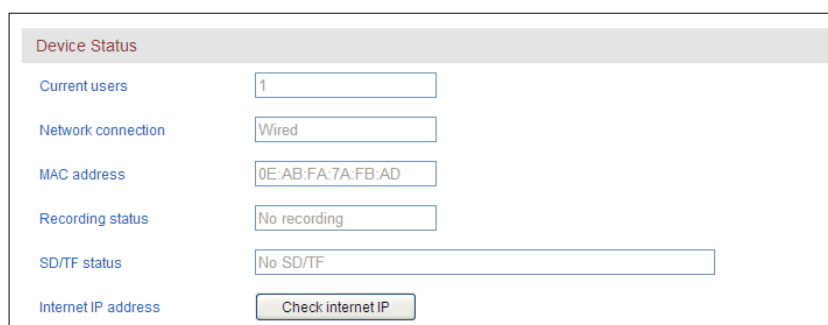 Device Status
Current users 1
Network connection Wired
MAC address 0E:AB:FA:7A:FB:AD
Recording status No recording
SD/TF status No SD/TF
Internet IP address Check internet IP